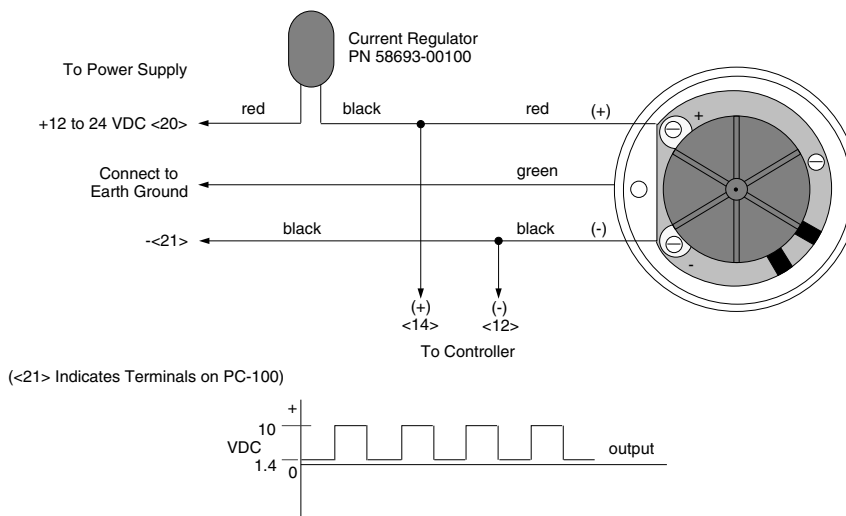 Current Regulator
PN 58693-00100
To Power Supply
red
black
red
(+)
+
+12 to 24 VDC <20>
Connect to
Earth Ground
green
black
black
(-)
-<21>
-
(+)
<14>
(-)
<12>
To Controller
(<21> Indicates Terminals on PC-100)
+
10
VDC
output
1.4
0